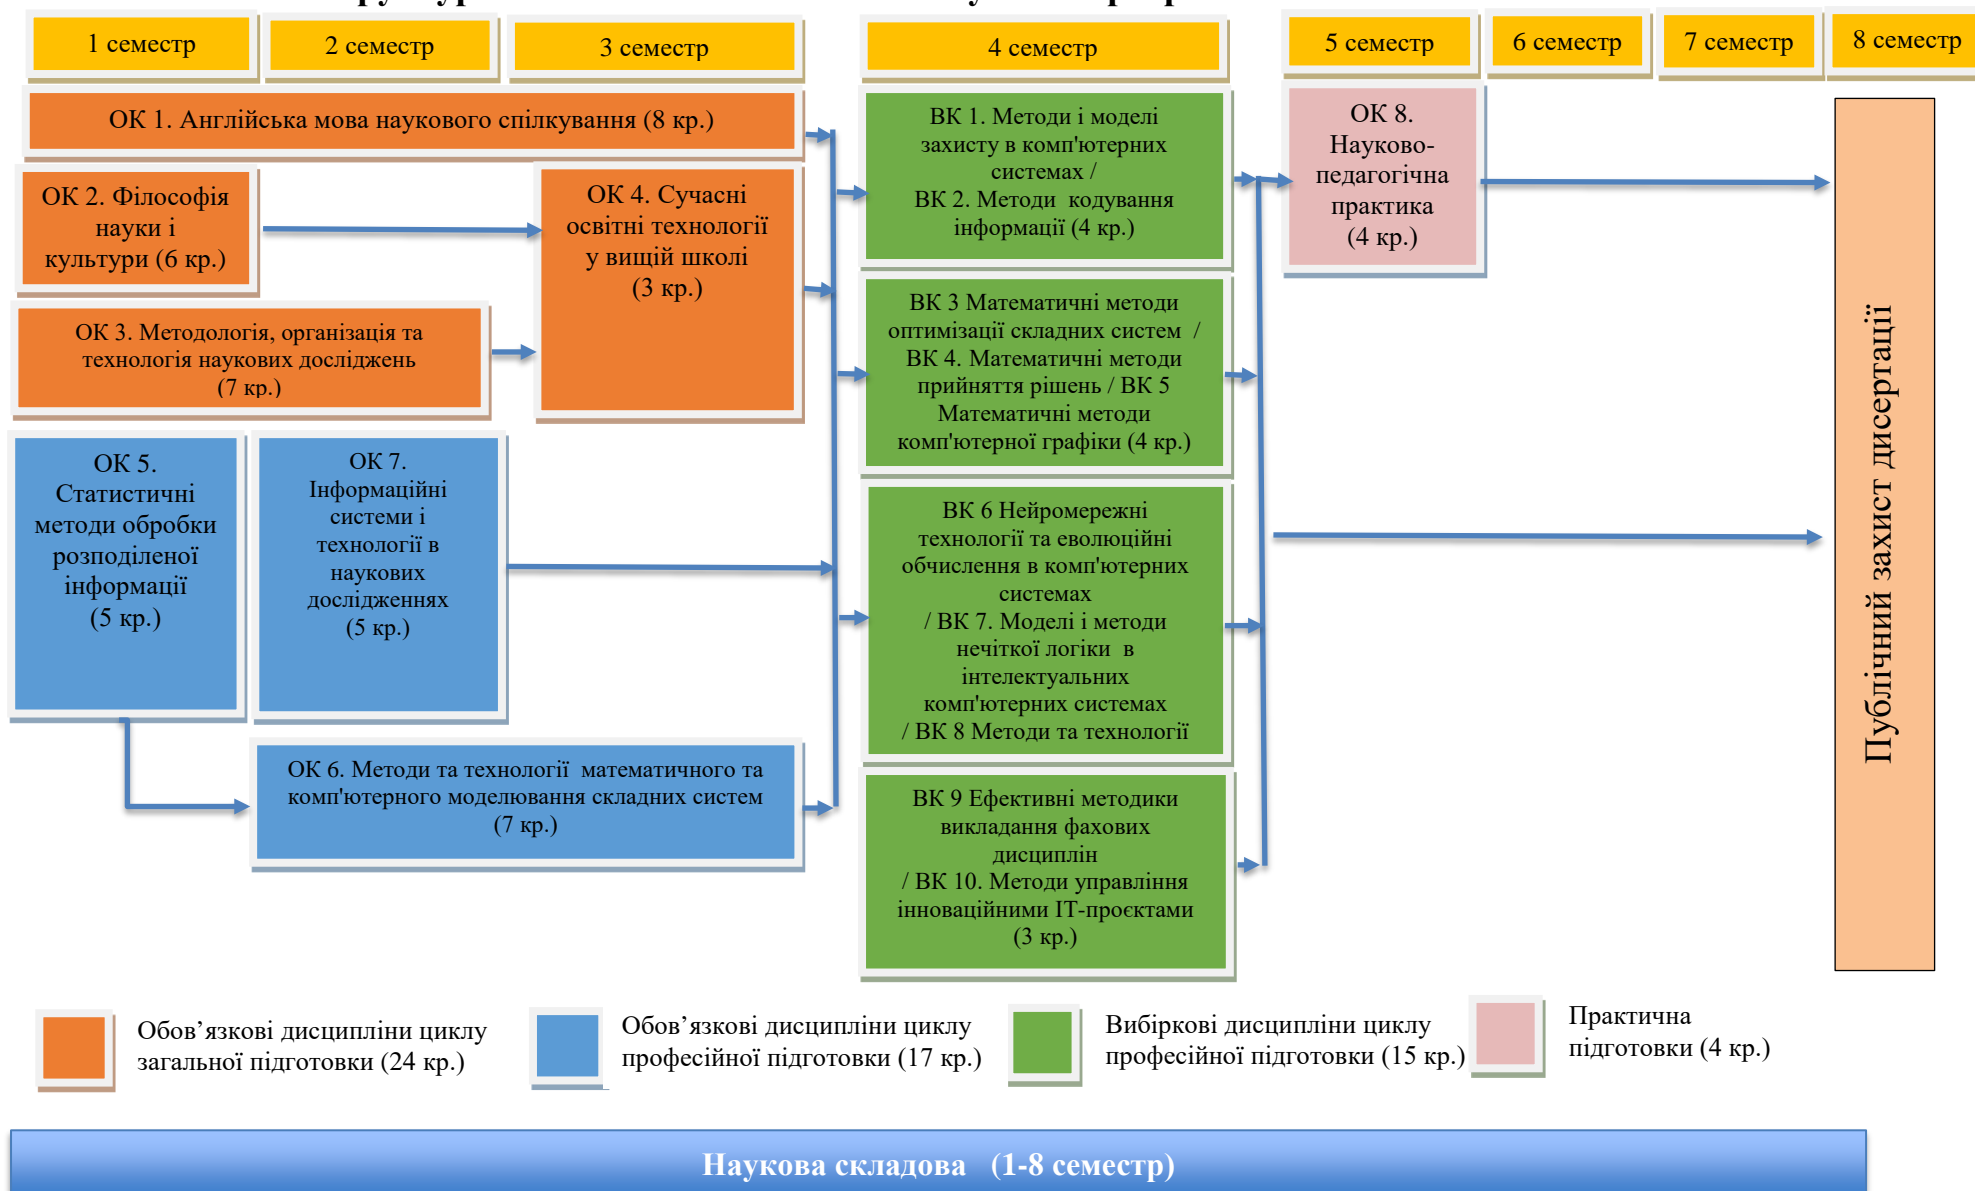 1 семестр
2 семестр
3 семестр
4 семестр
5 семестр
6 семестр
7 семестр
8 семестр
ОК 1. Англійська мова наукового спілкування (8 кр.)
ОК 2. Філософія
науки і
культури (6 кр.)
ОК 4. Сучасні
освітні технології
у вищій школі
(3 кр.)
ОК 3. Методологія, організація та
технологія наукових досліджень
(7 кр.)
ОК 5.
Статистичні
методи обробки
розподіленої
інформації
(5 кр.)
ОК 7.
Інформаційні
системи і
технології в
наукових
дослідженнях
(5 кр.)
ОК 6. Методи та технології математичного та
комп'ютерного моделювання складних систем
(7 кр.)
ВК 1. Методи і моделі
захисту в комп'ютерних
системах /
ВК 2. Методи кодування
інформації (4 кр.)
ВК 3 Математичні методи
оптимізації складних систем /
ВК 4. Математичні методи
прийняття рішень / ВК 5
Математичні методи
комп'ютерної графіки (4 кр.)
ВК 6 Нейромережні
технології та еволюційні
обчислення в комп'ютерних
системах
/ ВК 7. Моделі і методи
нечіткої логіки в
інтелектуальних
комп'ютерних системах
/ ВК 8 Методи та технології
ВК 9 Ефективні методики
викладання фахових
дисциплін
/ ВК 10. Методи управління
інноваційними ІТ-проєктами
(3 кр.)
ОК 8.
Науково-
педагогічна
практика
(4 кр.)
Публічний захист дисертації
Обов’язкові дисципліни циклу
загальної підготовки (24 кр.)
Обов’язкові дисципліни циклу
професійної підготовки (17 кр.)
Вибіркові дисципліни циклу
професійної підготовки (15 кр.)
Практична
підготовки (4 кр.)
Наукова складова (1-8 семестр)